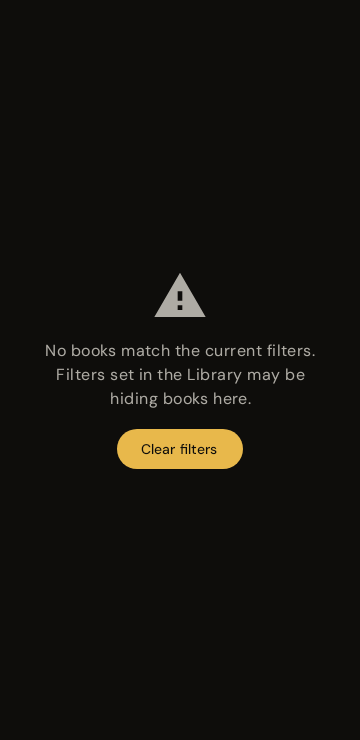 No books match the current filters.
Filters set in the Library may be
hiding books here.
Clear filters